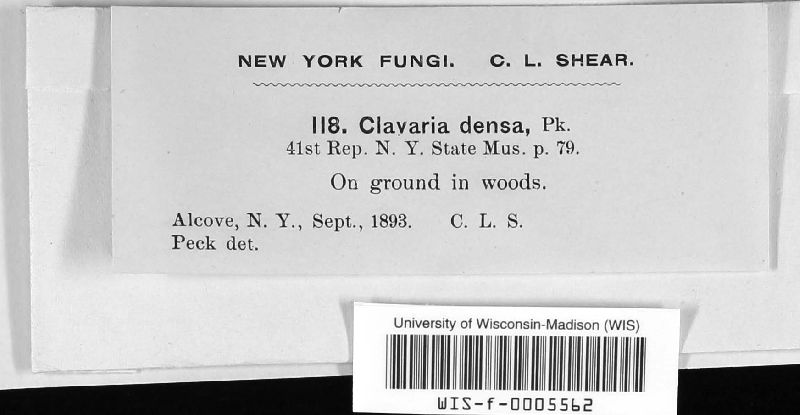 NEW YORK FUNGI. C. L. SHEAR.
118. Clavaria densa, Pk.
41st Rep. N. Y. State Mus. p. 79.
On ground in woods.
Alcove, N. Y., Sept., 1893. C. L. S.
Peck det.
University of Wisconsin-Madison (WIS)
WIS-f-0005562